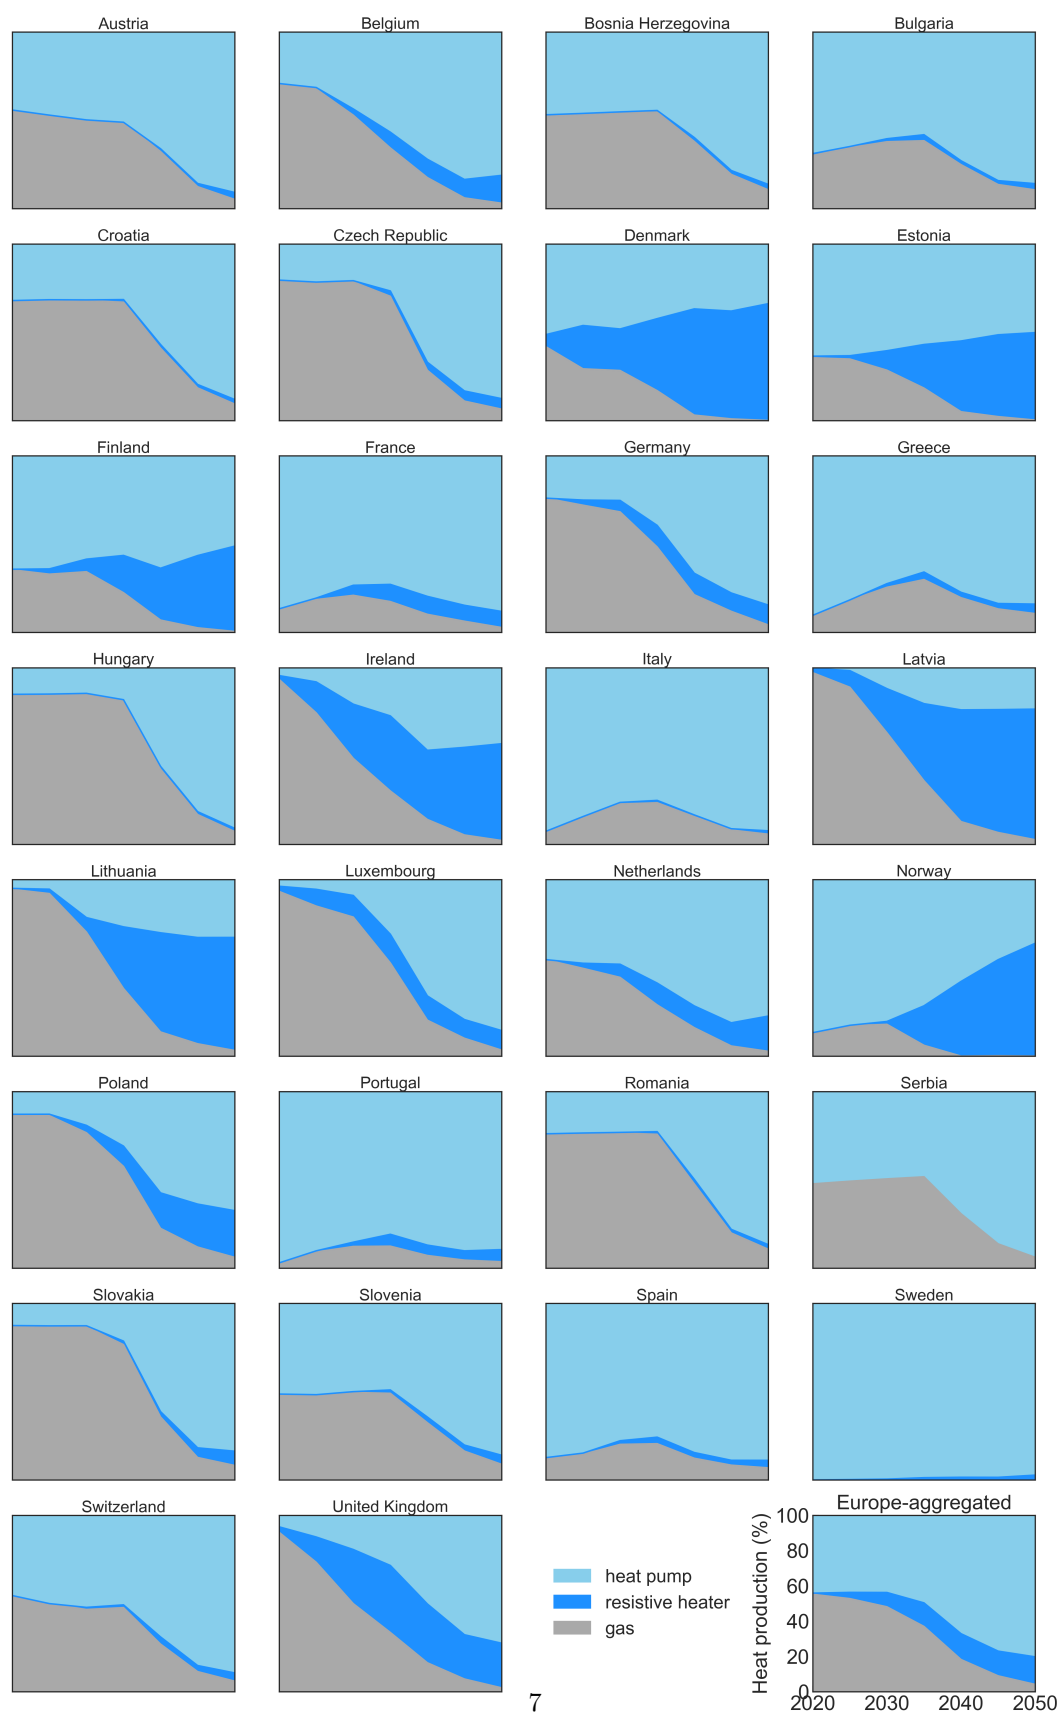 Austria
Belgium
Bosnia Herzegovina
Bulgaria
Croatia
Czech Republic
Denmark
Estonia
Finland
France
Germany
Greece
Hungary
Ireland
Italy
Latvia
Lithuania
Luxembourg
Netherlands
Norway
Poland
Portugal
Romania
Serbia
Slovakia
Slovenia
Spain
Sweden
Switzerland
United Kingdom
heat pump
resistive heater
gas
Europe-aggregated
Heat production (%)
100
80
60
40
20
0
2020 2030 2040 2050
7